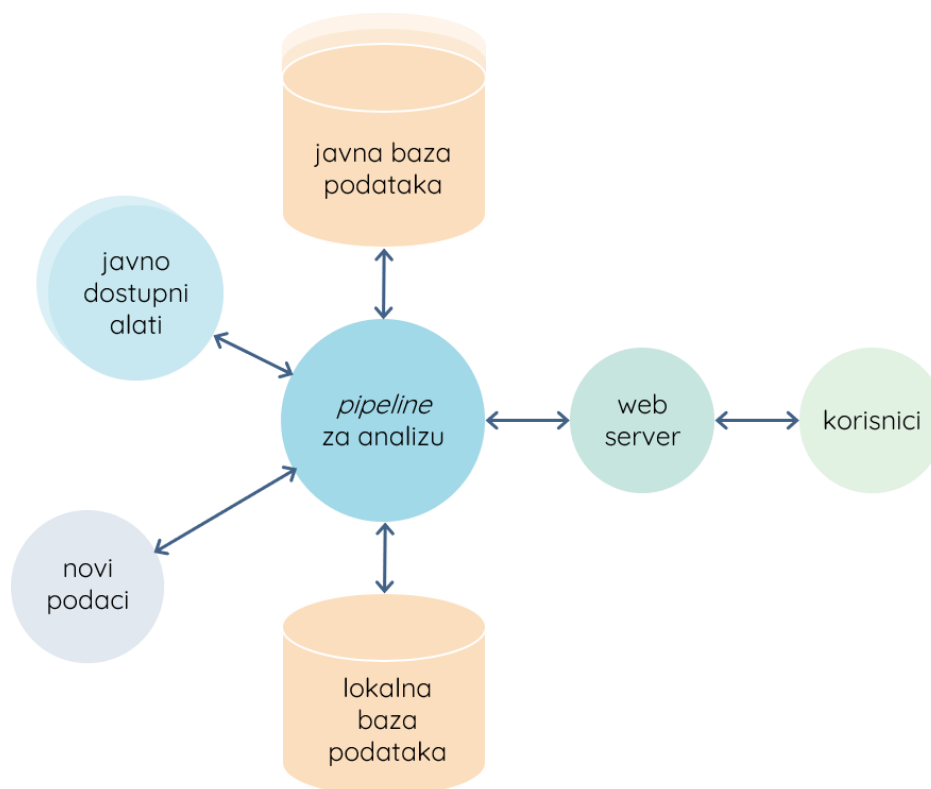 javna baza
podataka
javno
dostupni
alati
pipeline
za analizu
web
server
korisnici
novi
podaci
lokalna
baza
podataka